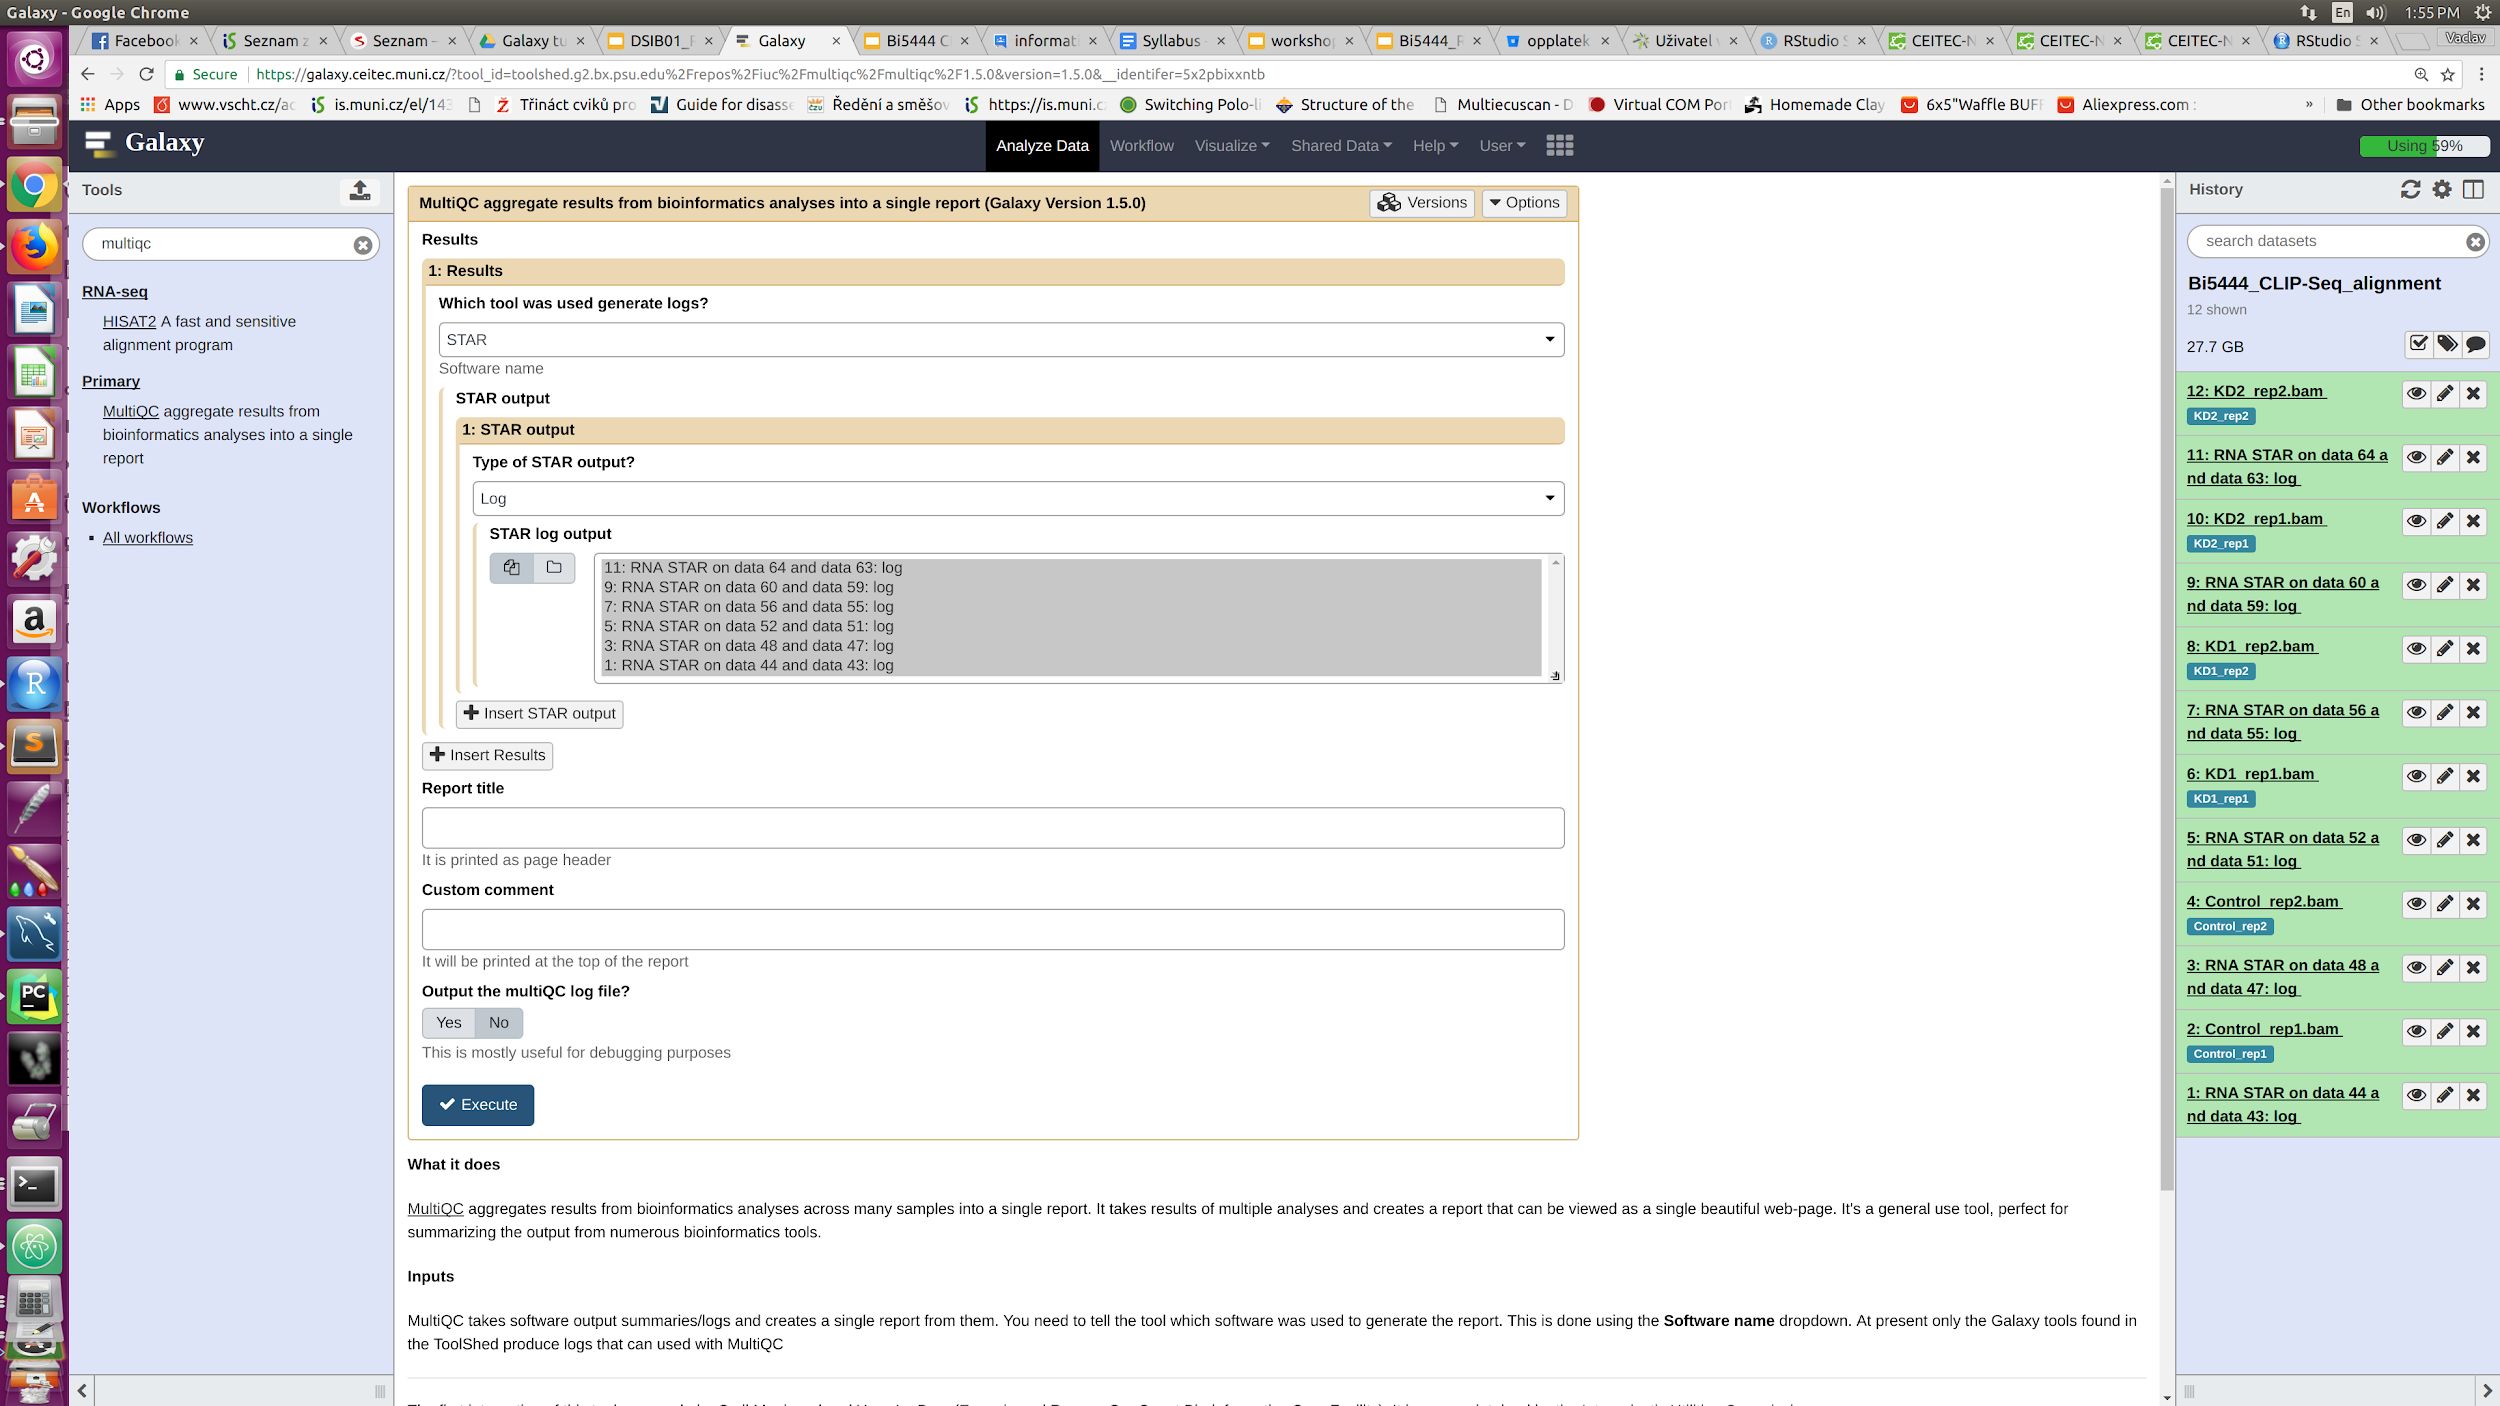 Galaxy - Google Chrome
En
1:55 PM
Facebook
Seznam z
Seznam -
Galaxy tu
DSIB01_
Galaxy
Bi5444 C
informat
Syllabus -
workshop
Bi5444_
opplatek
Uživatel
RStudio S
CEITEC-N
CEITEC-N
CEITEC-N
RStudio S
Vaclav
Secure
https://galaxy.ceitec.muni.cz/?tool_id=toolshed.g2.bx.psu.edu%2Frepos%2Fiuc%2Fmultiqc%2Fmultiqc%2F1.5.0&version=1.5.0&__identifer=5x2pbixxntb
Apps
www.vscht.cz/ac
is.muni.cz/el/143
Třináct cviků pro
Guide for disasse
Ředění a směšov
https://is.muni.c
Switching Polo-li
Structure of the
Multiecuscan - D
Virtual COM Por
Homemade Clay
6x5"Waffle BUF
Aliexpress.com :
»
Other bookmarks
Galaxy
Analyze Data
Workflow
Visualize
Shared Data
Help
User
Using 59%
Tools
multiqc
RNA-seq
HISAT2 A fast and sensitive
alignment program
Primary
MultiQC aggregate results from
bioinformatics analyses into a single
report
Workflows
All workflows
MultiQC aggregate results from bioinformatics analyses into a single report (Galaxy Version 1.5.0)
Versions
Options
Results
1: Results
Which tool was used generate logs?
STAR
Software name
STAR output
1: STAR output
Type of STAR output?
Log
STAR log output
11: RNA STAR on data 64 and data 63: log
9: RNA STAR on data 60 and data 59: log
7: RNA STAR on data 56 and data 55: log
5: RNA STAR on data 52 and data 51: log
3: RNA STAR on data 48 and data 47: log
1: RNA STAR on data 44 and data 43: log
Insert STAR output
Insert Results
Report title
It is printed as page header
Custom comment
It will be printed at the top of the report
Output the multiQC log file?
Yes
No
This is mostly useful for debugging purposes
Execute
What it does
MultiQC aggregates results from bioinformatics analyses across many samples into a single report. It takes results of multiple analyses and creates a report that can be viewed as a single beautiful web-page. It's a general use tool, perfect for
summarizing the output from numerous bioinformatics tools.
Inputs
MultiQC takes software output summaries/logs and creates a single report from them. You need to tell the tool which software was used to generate the report. This is done using the Software name dropdown. At present only the Galaxy tools found in
the ToolShed produce logs that can used with MultiQC
History
search datasets
Bi5444_CLIP-Seq_alignment
12 shown
27.7 GB
12: KD2_rep2.bam
KD2_rep2
11: RNA STAR on data 64 a
nd data 63: log
10: KD2_rep1.bam
KD2_rep1
9: RNA STAR on data 60 a
nd data 59: log
8: KD1_rep2.bam
KD1_rep2
7: RNA STAR on data 56 a
nd data 55: log
6: KD1_rep1.bam
KD1_rep1
5: RNA STAR on data 52 a
nd data 51: log
4: Control_rep2.bam
Control_rep2
3: RNA STAR on data 48 a
nd data 47: log
2: Control_rep1.bam
Control_rep1
1: RNA STAR on data 44 a
nd data 43: log